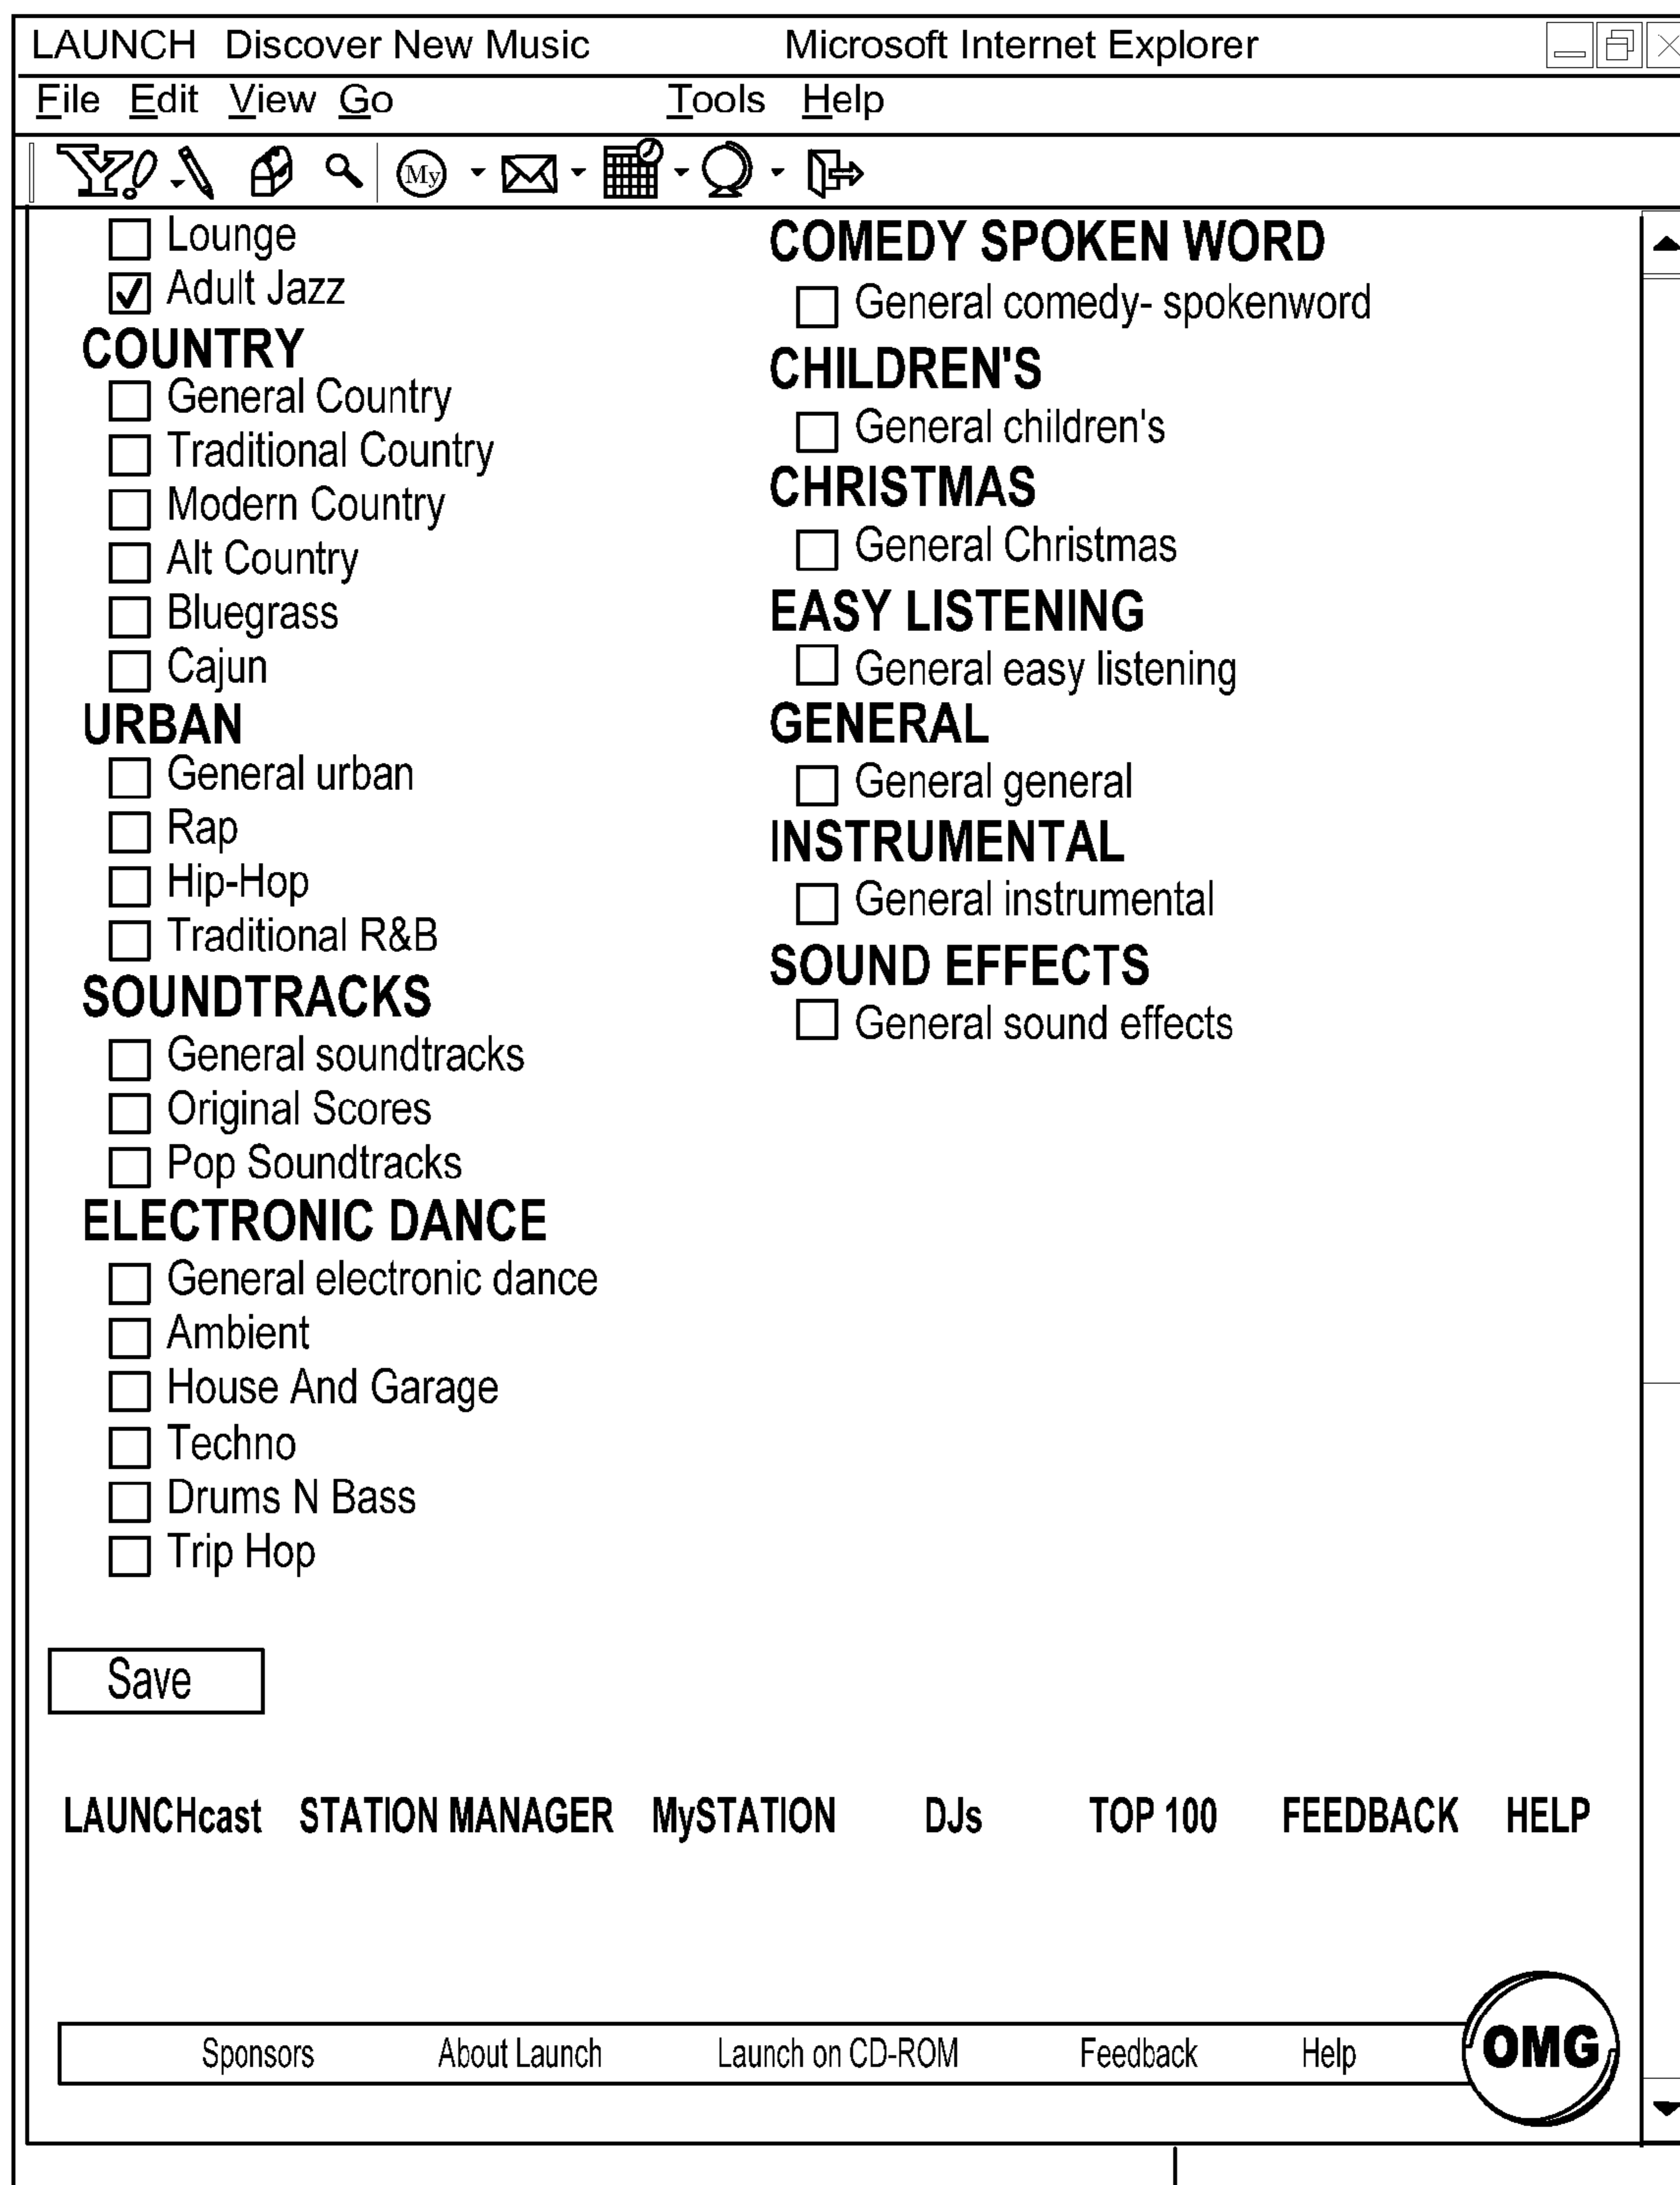 LAUNCH Discover New Music Microsoft Internet Explorer
File Edit View Go Tools Help
Y! My
Lounge
Adult Jazz
COUNTRY
General Country
Traditional Country
Modern Country
Alt Country
Bluegrass
Cajun
URBAN
General urban
Rap
Hip-Hop
Traditional R&B
SOUNDTRACKS
General soundtracks
Original Scores
Pop Soundtracks
ELECTRONIC DANCE
General electronic dance
Ambient
House And Garage
Techno
Drums N Bass
Trip Hop
COMEDY SPOKEN WORD
General comedy- spokenword
CHILDREN'S
General children's
CHRISTMAS
General Christmas
EASY LISTENING
General easy listening
GENERAL
General general
INSTRUMENTAL
General instrumental
SOUND EFFECTS
General sound effects
Save
LAUNCHcast STATION MANAGER MySTATION DJs TOP 100 FEEDBACK HELP
Sponsors About Launch Launch on CD-ROM Feedback Help OMG